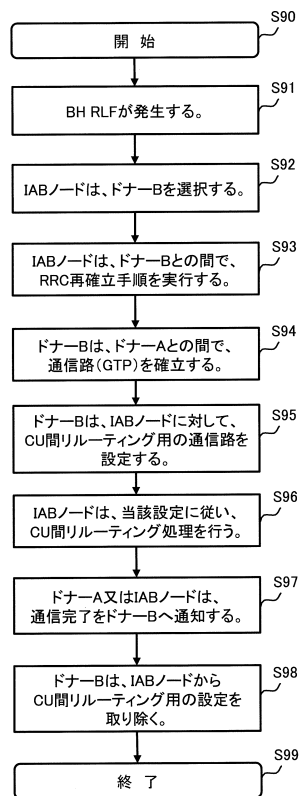 S90
開始
S91
BH RLFが発生する。
S92
IABノードは、ドナーBを選択する。
S93
IABノードは、ドナーBとの間で、
RRC再確立手順を実行する。
S94
ドナーBは、ドナーAとの間で、
通信路(GTP)を確立する。
S95
ドナーBは、IABノードに対して、
CU間リルーティング用の通信路を
設定する。
S96
IABノードは、当該設定に従い、
CU間リルーティング処理を行う。
S97
ドナーA又はIABノードは、
通信完了をドナーBへ通知する。
S98
ドナーBは、IABノードから
CU間リルーティング用の設定を
取り除く。
S99
終了